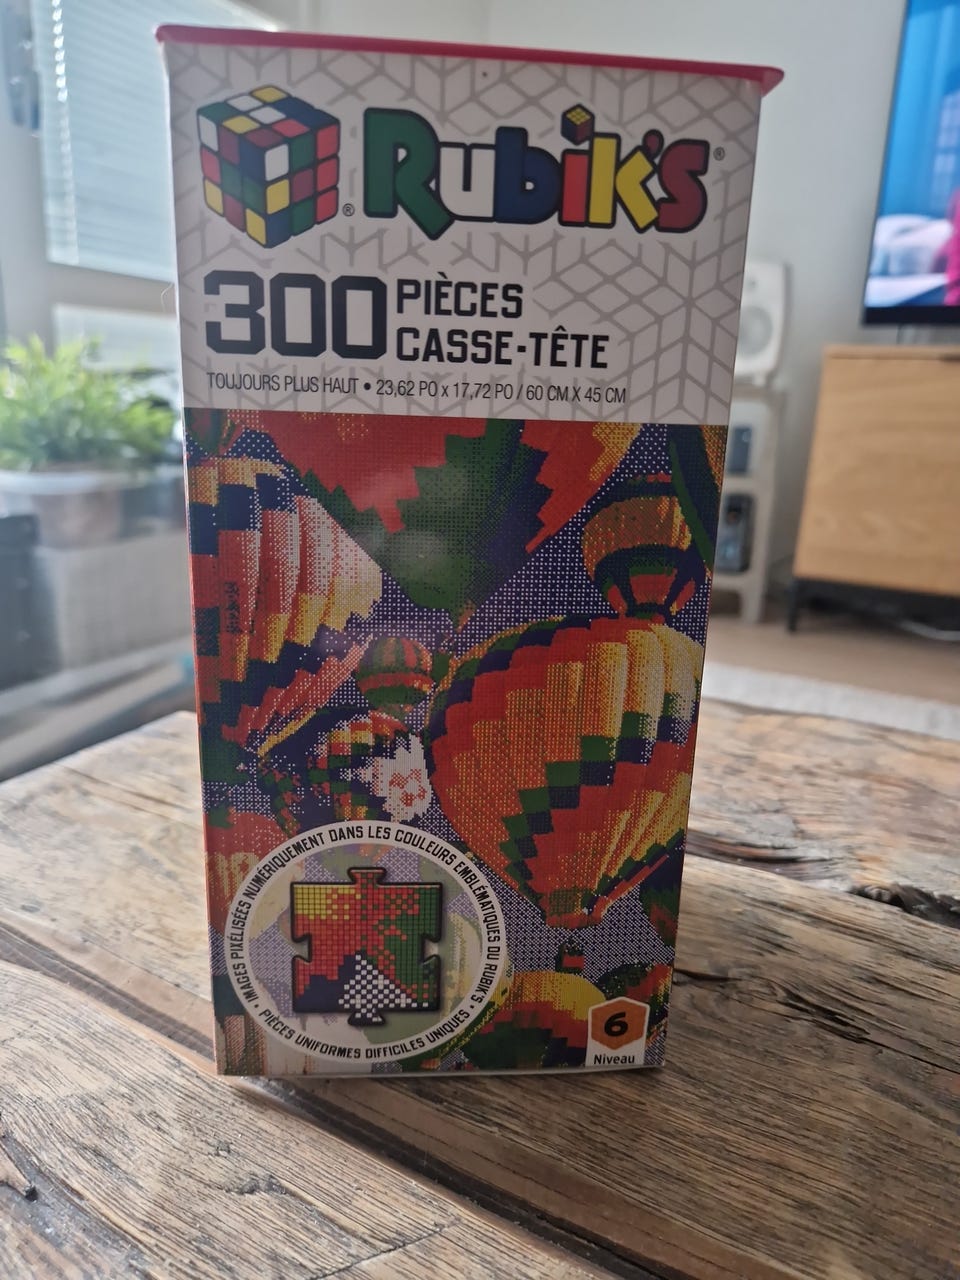 Rubik's®
®
300 PIÈCES
CASSE-TÊTE
TOUJOURS PLUS HAUT • 23,62 PO x 17,72 PO / 60 CM X 45 CM
• IMAGES PIXÉLISÉES NUMÉRIQUEMENT DANS LES COULEURS EMBLÉMATIQUES DU RUBIK'S •
PIÈCES UNIFORMES DIFFICILES UNIQUES
6
Niveau